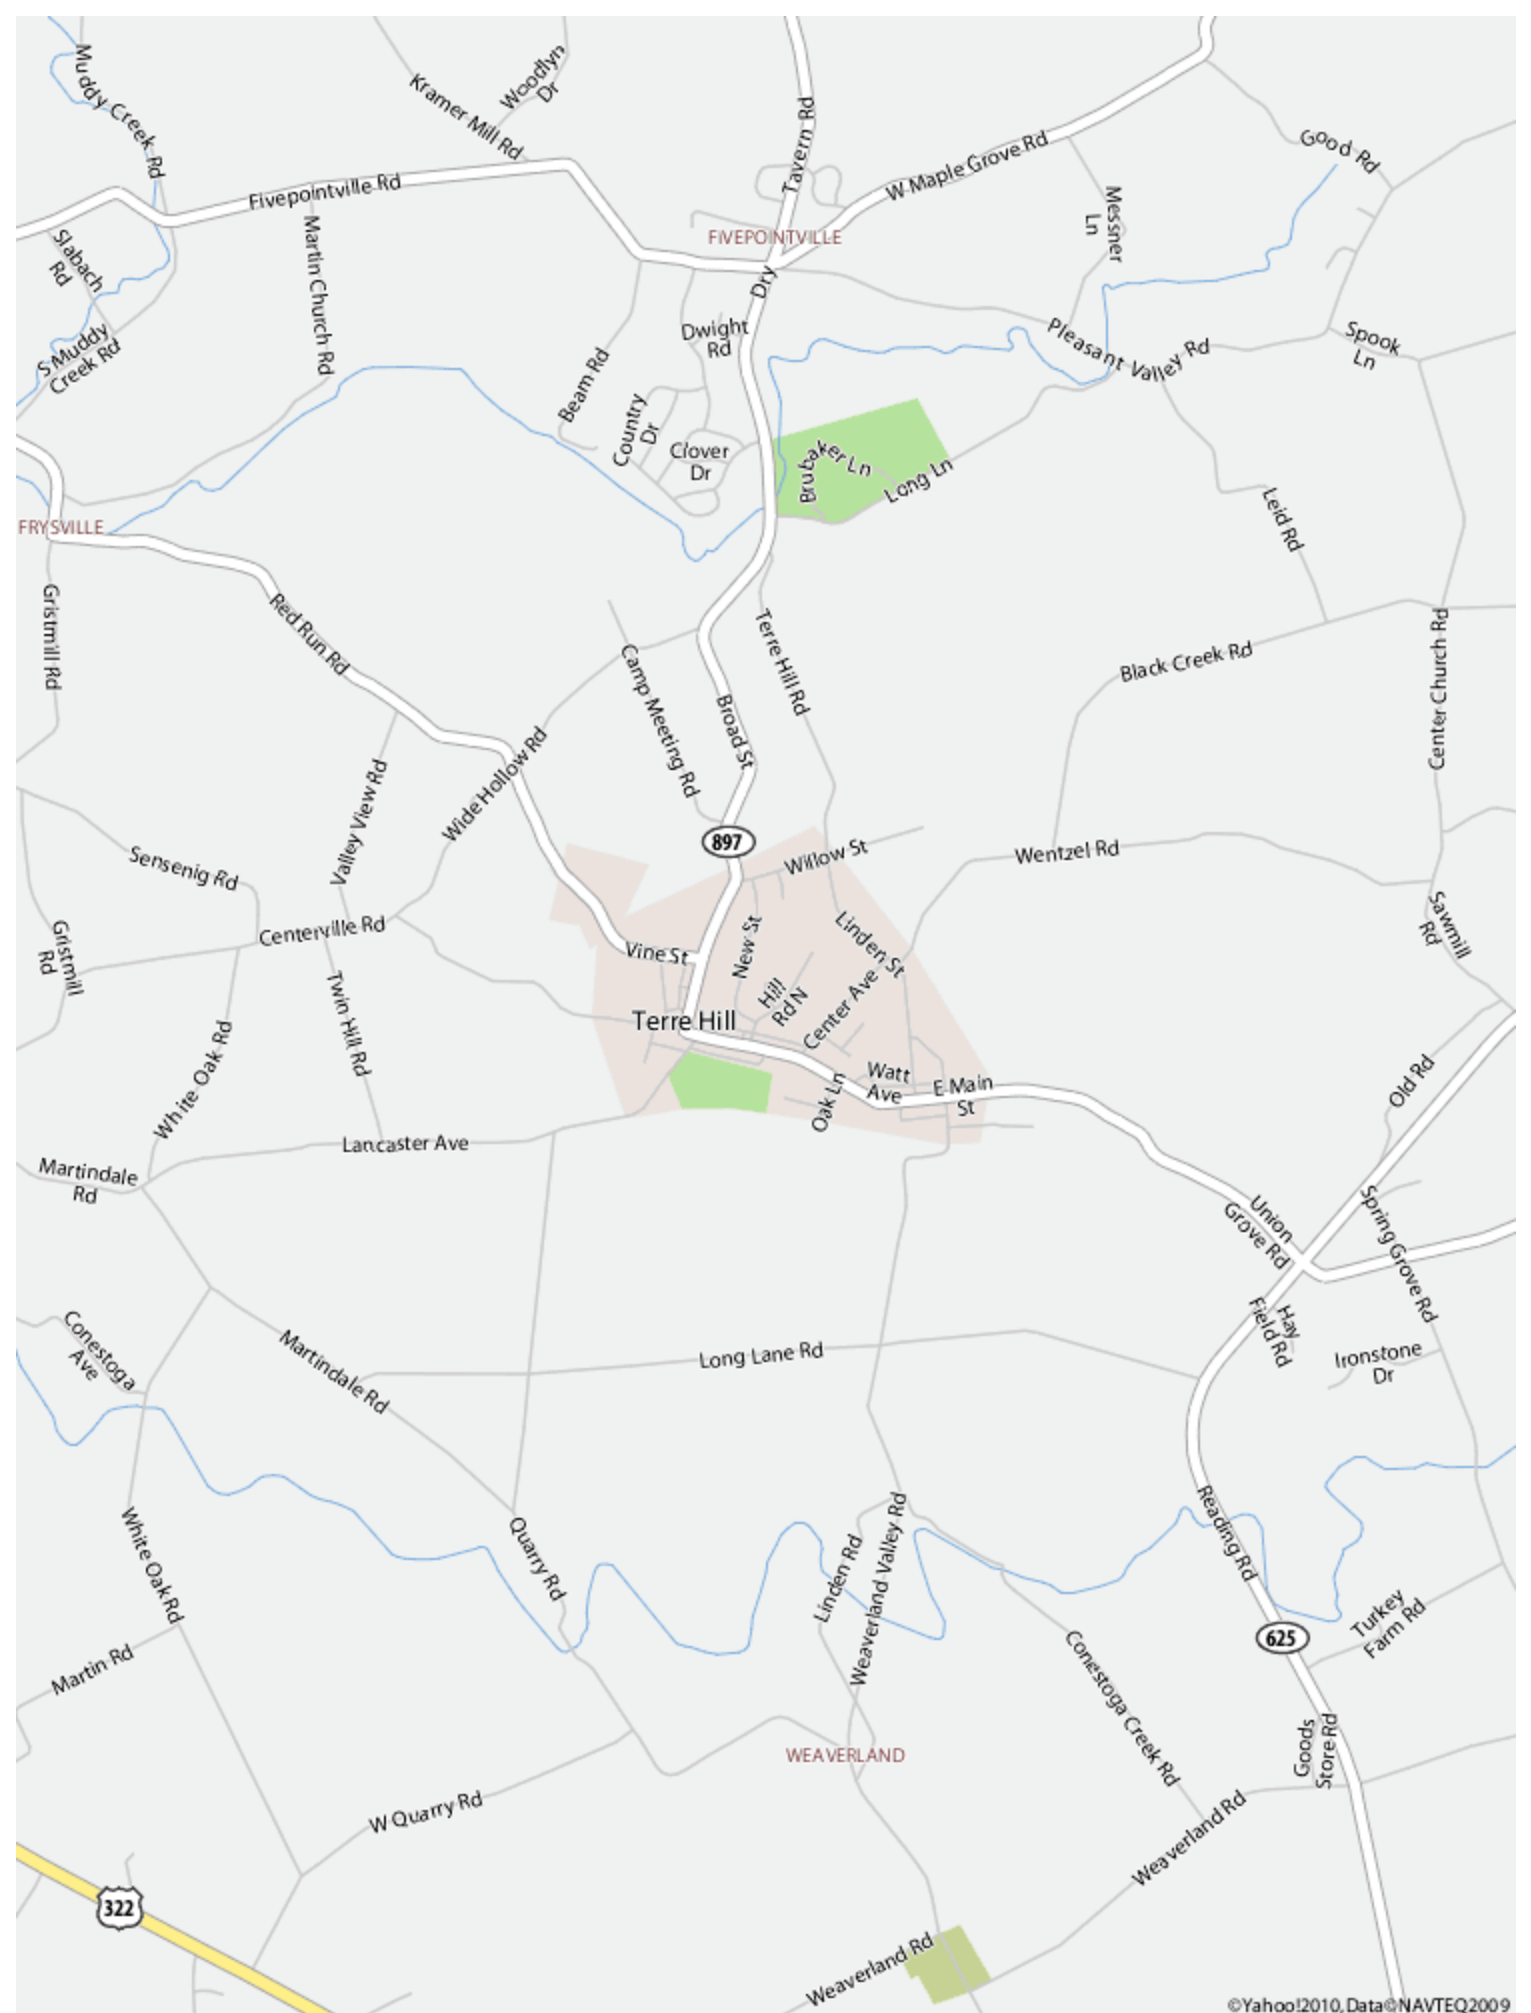 Muddy Creek Rd
Kramer Mill Rd
Woodlyn
Dr
Tavern Rd
W Maple Grove Rd
Good Rd
Fivepointville Rd
Messner
Ln
FIVEPOINTVILLE
Slabach
Rd
Martin Church Rd
Dry
S Muddy
Creek Rd
Beam Rd
Dwight
Rd
Pleasant Valley Rd
Spook
Ln
Country
Dr
Clover
Dr
Brubaker Ln
Long Ln
Leid Rd
FRYSVILLE
Gristmill Rd
Red Run Rd
Camp Meeting Rd
Terre Hill Rd
Broad St
Black Creek Rd
Center Church Rd
Wide Hollow Rd
Valley View Rd
897
Sensenig Rd
Willow St
Wentzel Rd
Gristmill
Rd
Centerville Rd
Vine St
New St
Linden St
Sawmill
Rd
Twin Hill Rd
Hill
Rd N
Center Ave
Terre Hill
White Oak Rd
Watt
Ave
E Main
St
Oak Ln
Old Rd
Lancaster Ave
Martindale
Rd
Union
Grove Rd
Spring Grove Rd
Conestoga
Ave
Martindale Rd
Long Lane Rd
Hay
Field Rd
Ironstone
Dr
White Oak Rd
Quarry Rd
Linden Rd
Weaverland Valley Rd
Reading Rd
Turkey
Farm Rd
625
Martin Rd
Conestoga Creek Rd
Goods
Store Rd
WEAVERLAND
W Quarry Rd
Weaverland Rd
322
Weaverland Rd
©Yahoo!2010, Data©NAVTEQ2009